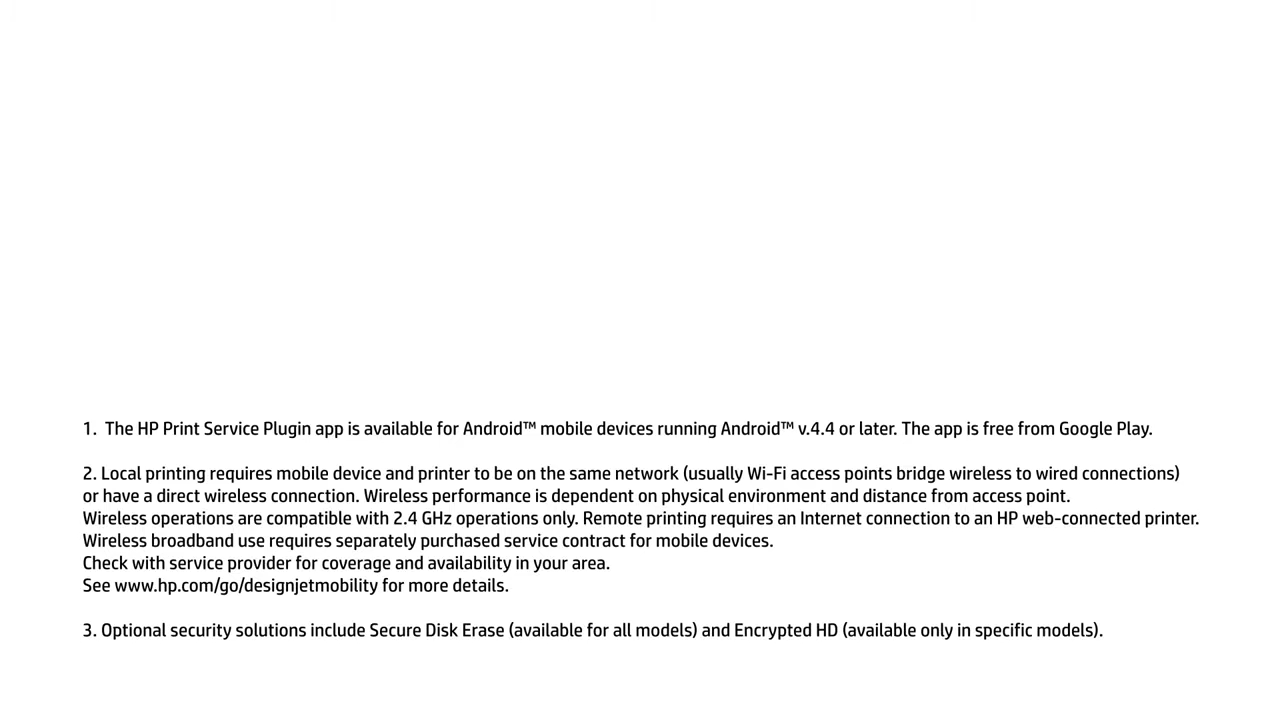 1.  The HP Print Service Plugin app is available for Android™ mobile devices running Android™ v.4.4 or later. The app is free from Google Play.
2. Local printing requires mobile device and printer to be on the same network (usually Wi-Fi access points bridge wireless to wired connections)
or have a direct wireless connection. Wireless performance is dependent on physical environment and distance from access point.
Wireless operations are compatible with 2.4 GHz operations only. Remote printing requires an Internet connection to an HP web-connected printer.
Wireless broadband use requires separately purchased service contract for mobile devices.
Check with service provider for coverage and availability in your area.
See www.hp.com/go/designjetmobility for more details.
3. Optional security solutions include Secure Disk Erase (available for all models) and Encrypted HD (available only in specific models).